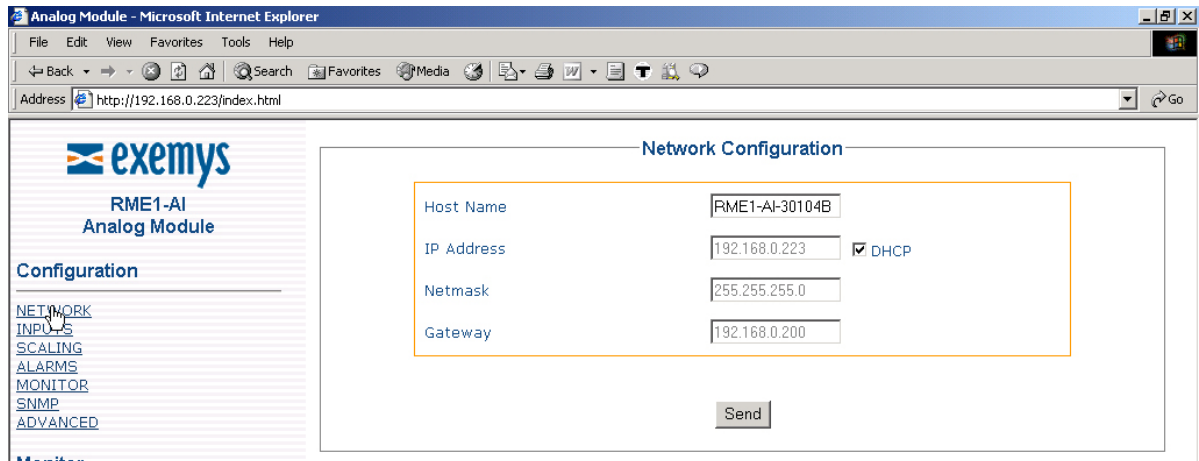 Analog Module - Microsoft Internet Explorer
File Edit View Favorites Tools Help
Back Search Favorites Media
Address http://192.168.0.223/index.html Go
exemys
RME1-AI
Analog Module
Configuration
NETWORK
INPUTS
SCALING
ALARMS
MONITOR
SNMP
ADVANCED
Monitor
Network Configuration
Host Name RME1-AI-30104B
IP Address 192.168.0.223 DHCP
Netmask 255.255.255.0
Gateway 192.168.0.200
Send